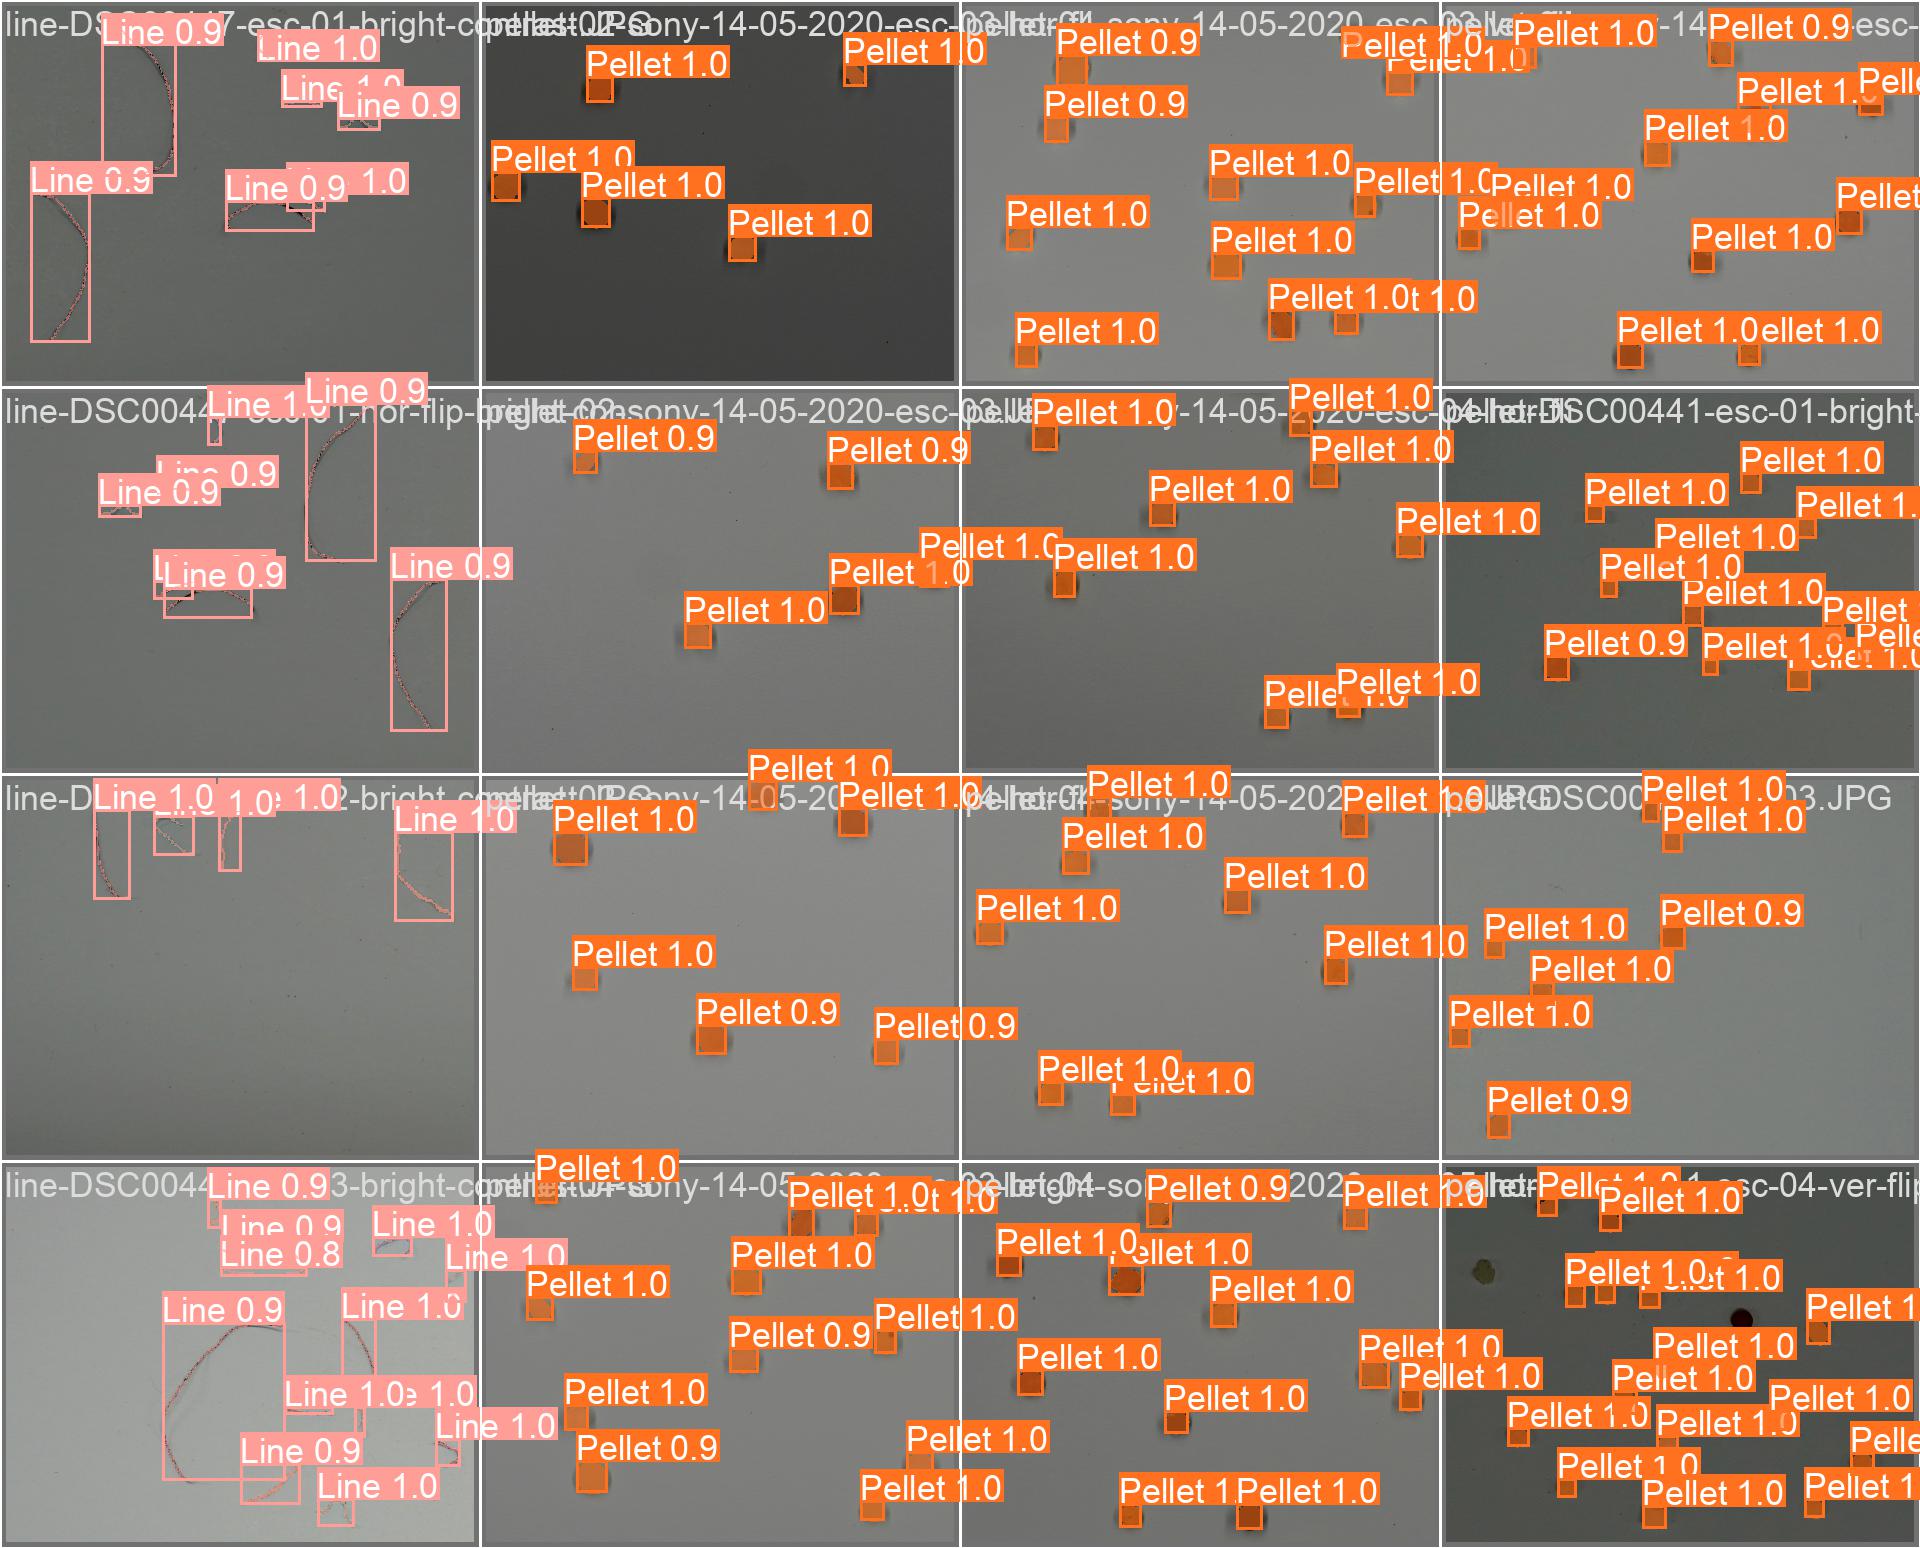 line-DSC00447-esc-01-bright-co
Line 0.9
Line 1.0
Line 0.9
Line 0.9
Line 0.9
1.0
-sony-14-05-2020-esc-03
Pellet 1.0
Pellet 1.0
Pellet 1.0
Pellet 1.0
Pellet 1.0
-sony-14-05-2020-esc-03
Pellet 0.9
Pellet 1.0
Pellet 1.0
Pellet 0.9
Pellet 1.0
Pellet 1.0
Pellet 1.0
Pellet 1.0
Pellet 1.0
t 1.0
Pellet 1.0
Pellet 1.0
Pellet 0.9
Pellet 1.0
Pelle
Pellet 1.0
Pellet 1.0
Pellet 1.0
Pellet
Pellet 1.0
Pellet 1.0
ellet 1.0
line-DSC004
Line 1.0
Line 0.9
Line 0.9
Line 0.9
Line 0.9
Line 0.9
-sony-14-05-2020-esc-03
Pellet 0.9
Pellet 0.9
Pellet 1.0
Pellet 1.0
Pellet 1.0
Pellet 1.0
Pellet 1.0
Pellet 1.0
Pellet 1.0
Pellet 1.0
Pellet 1.0
Pellet 1.0
-DSC00441-esc-01-bright-
Pellet 1.0
Pellet 1.0
Pellet 1.
Pellet 1.0
Pellet 1.0
Pellet 1.0
Pellet
Pellet 0.9
Pellet 1.0
Pelle
Line 1.0
1.0
1.0
Line 1.0
-sony-14-05-20
Pellet 1.0
Pellet 1.0
Pellet 1.0
Pellet 1.0
Pellet 0.9
Pellet 0.9
-sony-14-05-202
Pellet 1.0
Pellet 1.0
Pellet 1.0
Pellet 1.0
Pellet 1.0
Pellet 1.0
Pellet 1.0
Pellet 1.0
DSC00
03.JPG
Pellet 1.0
Pellet 1.0
Pellet 0.9
Pellet 1.0
Pellet 1.0
Pellet 1.0
Pellet 0.9
line-DSC0044
3-bright-co
Line 0.9
Line 0.9
Line 0.8
Line 1.0
Line 1.0
Line 0.9
Line 1.0
Line 1.0
1.0
Line 1.0
Line 0.9
Line 1.0
Pellet 1.0
Pellet 1.0
1.0
Pellet 1.0
Pellet 1.0
Pellet 1.0
Pellet 0.9
Pellet 1.0
Pellet 0.9
Pellet 1.0
Pellet 1.0
Pellet 0.9
Pellet 1.0
Pellet 1.0
ellet 1.0
Pellet 1.0
Pellet 1.0
Pellet 1.0
Pellet 1.0
Pellet 1.0
Pellet 1.
Pellet 1.0
-esc-04-ver-flip
Pellet 1.0
Pellet 1.0
Pellet 1.0
1.0
Pellet 1
Pellet 1.0
Pellet 1.0
Pellet 1.0
Pellet 1.0
Pellet 1.0
Pelle
Pellet 1.0
Pellet 1.0
Pellet 1